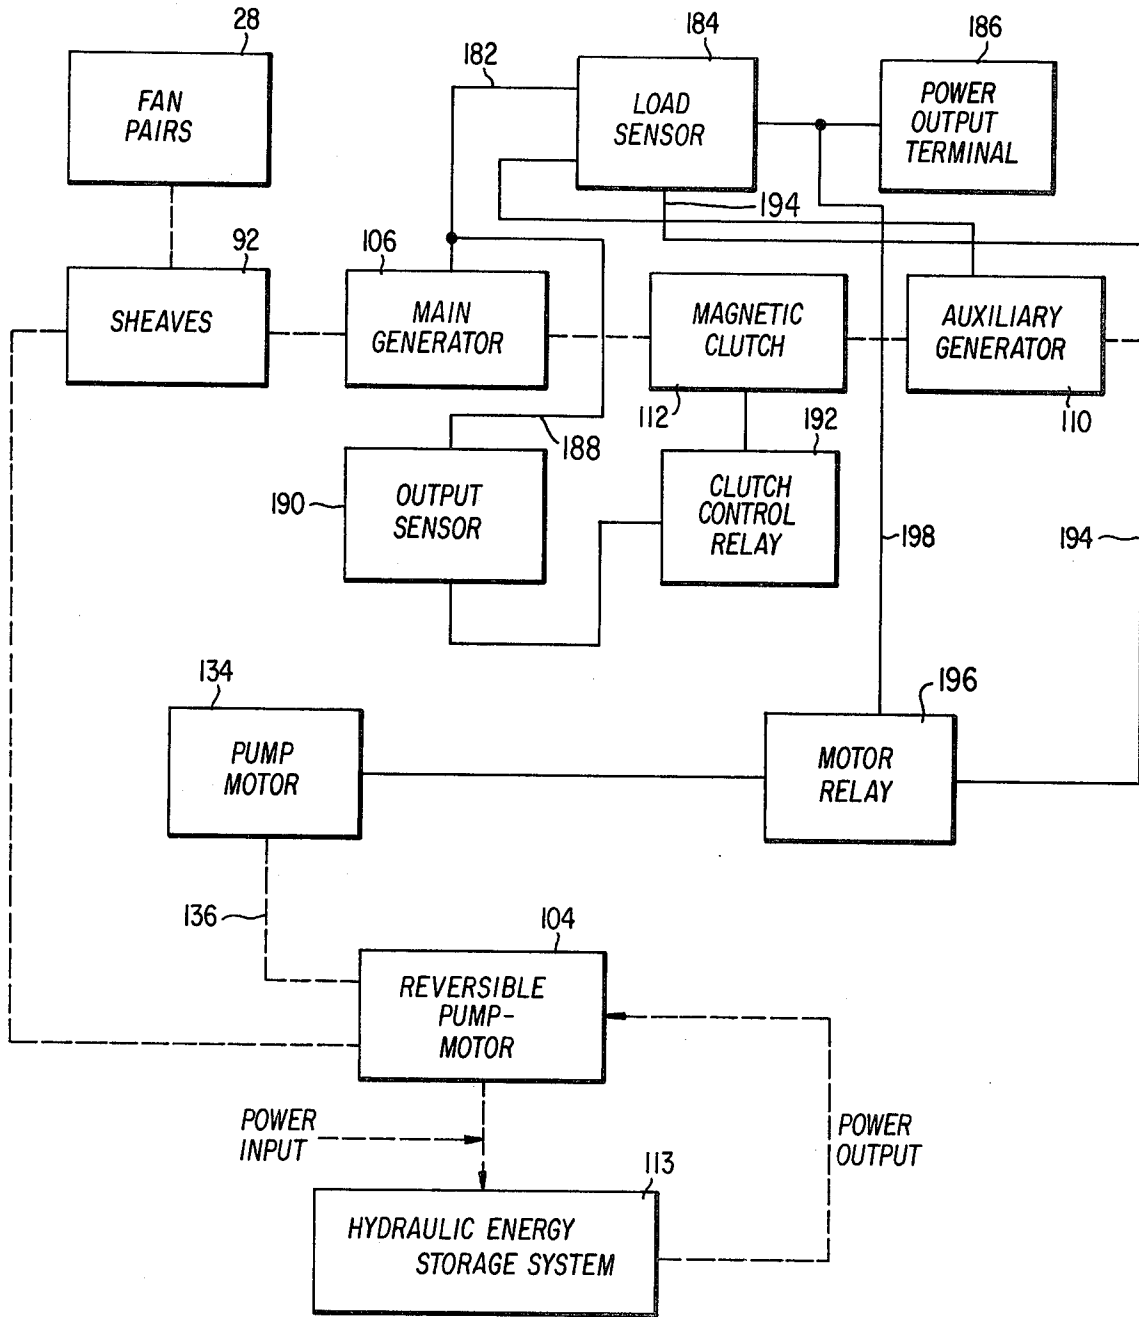 28
FAN
PAIRS
182
184
LOAD
SENSOR
186
POWER
OUTPUT
TERMINAL
194
92
SHEAVES
106
MAIN
GENERATOR
MAGNETIC
CLUTCH
112
AUXILIARY
GENERATOR
110
188
190
OUTPUT
SENSOR
192
CLUTCH
CONTROL
RELAY
198
194
134
PUMP
MOTOR
196
MOTOR
RELAY
136
104
REVERSIBLE
PUMP-
MOTOR
POWER
INPUT
POWER
OUTPUT
113
HYDRAULIC ENERGY
STORAGE SYSTEM